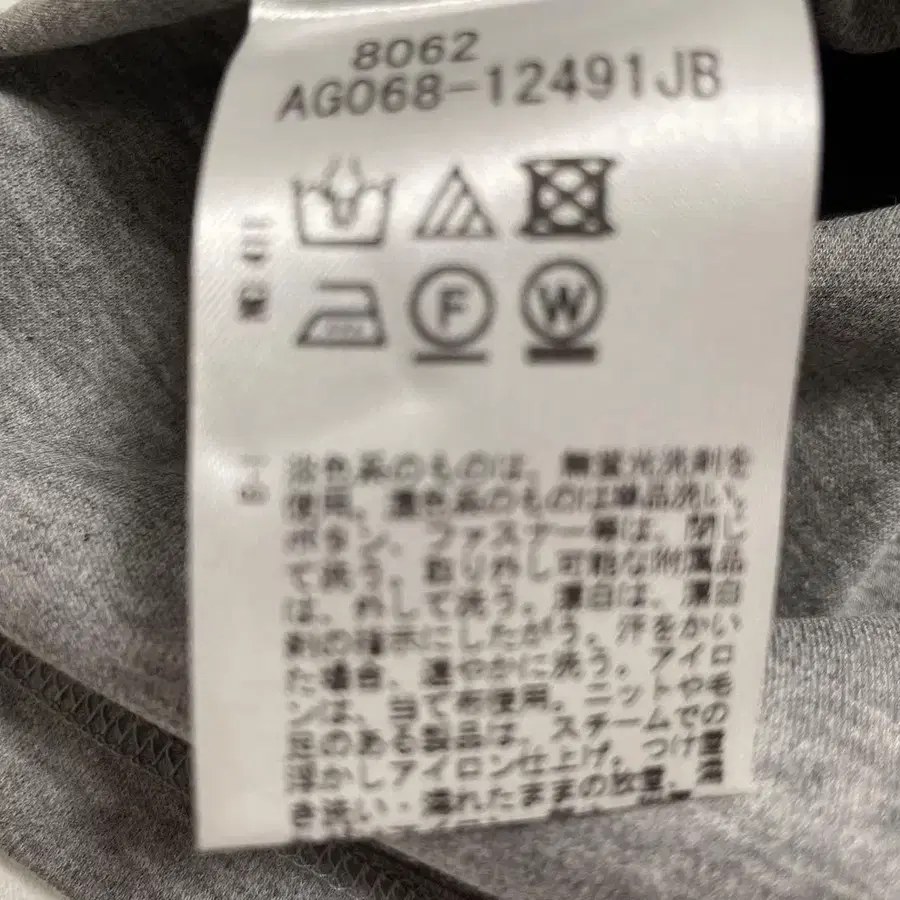 8062
AG068-12491JB
F
W
淡色系のものは、無蛍光洗剤を
使用。濃色系のものは単品洗い。
ボタン、ファスナー等は、閉じ
て洗う。取り外し可能な附属品
は、外して洗う。漂白は、漂白
剤の指示にしたがう。汗をかい
た場合、速やかに洗う。アイロ
ンは、当て布使用。ニットや毛
足のある製品は、スチームでの
浮かしアイロン仕上げ。つけ置
き洗い・濡れたままの放置、